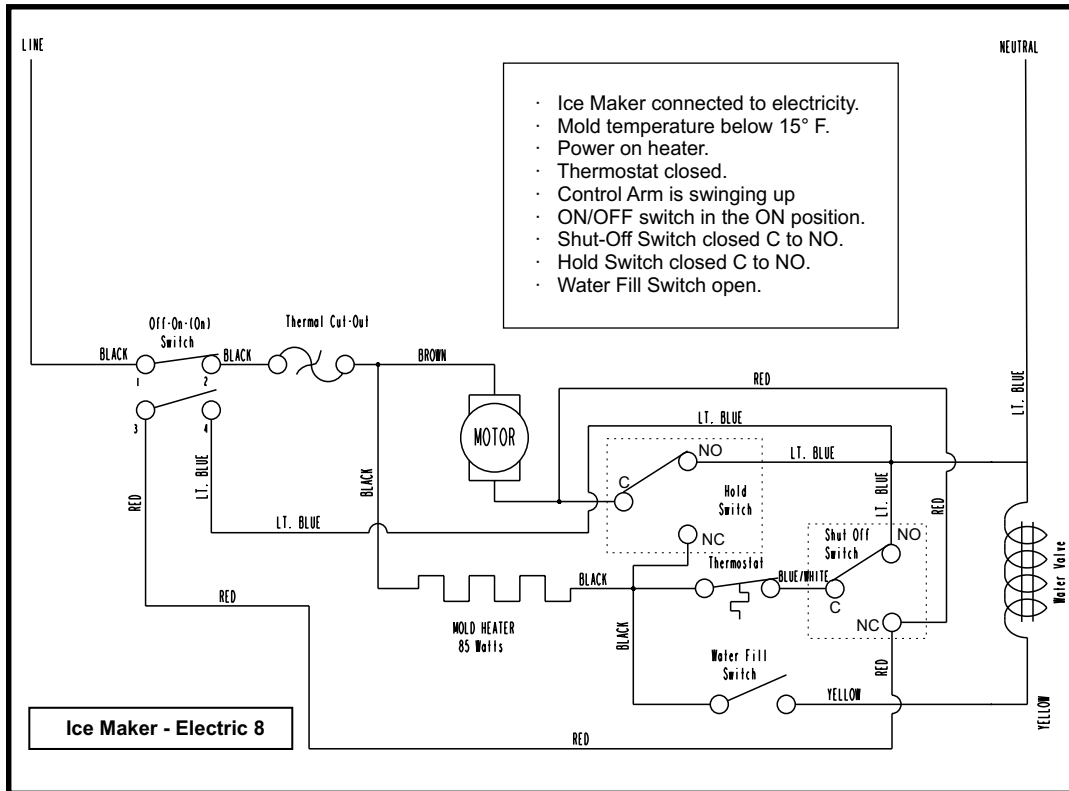 LINE
NEUTRAL
· Ice Maker connected to electricity.
· Mold temperature below 15° F.
· Power on heater.
· Thermostat closed.
· Control Arm is swinging up
· ON/OFF switch in the ON position.
· Shut-Off Switch closed C to NO.
· Hold Switch closed C to NO.
· Water Fill Switch open.
Off-On-(On)
Switch
Thermal Cut-Out
BLACK
BLACK
BROWN
RED
LT. BLUE
1
2
3
4
MOTOR
LT. BLUE
NO
LT. BLUE
C
Hold
Switch
NC
LT. BLUE
RED
BLACK
LT. BLUE
LT. BLUE
RED
Shut Off
Switch
NO
Thermostat
BLUE/WHITE
C
NC
Water Valve
BLACK
RED
MOLD HEATER
85 Watts
BLACK
RED
Water Fill
Switch
YELLOW
YELLOW
RED
Ice Maker - Electric 8